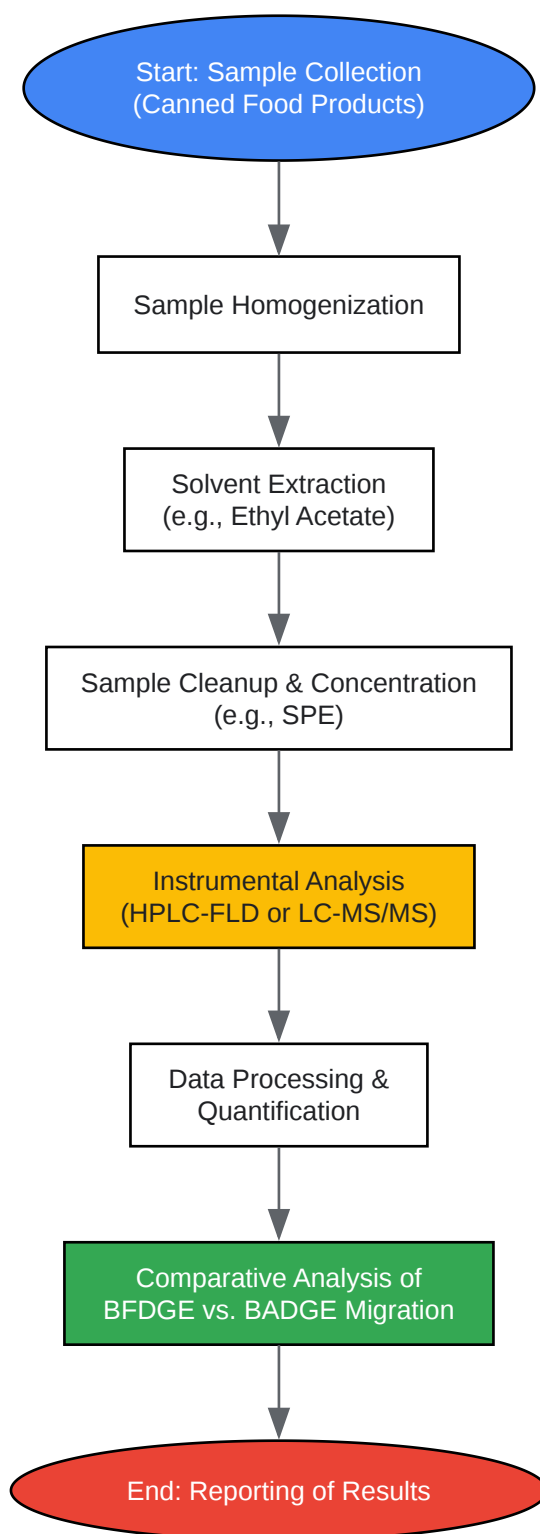 Start: Sample Collection
(Canned Food Products)
Sample Homogenization
Solvent Extraction
(e.g., Ethyl Acetate)
Sample Cleanup & Concentration
(e.g., SPE)
Instrumental Analysis
(HPLC-FLD or LC-MS/MS)
Data Processing &
Quantification
Comparative Analysis of
BFDGE vs. BADGE Migration
End: Reporting of Results